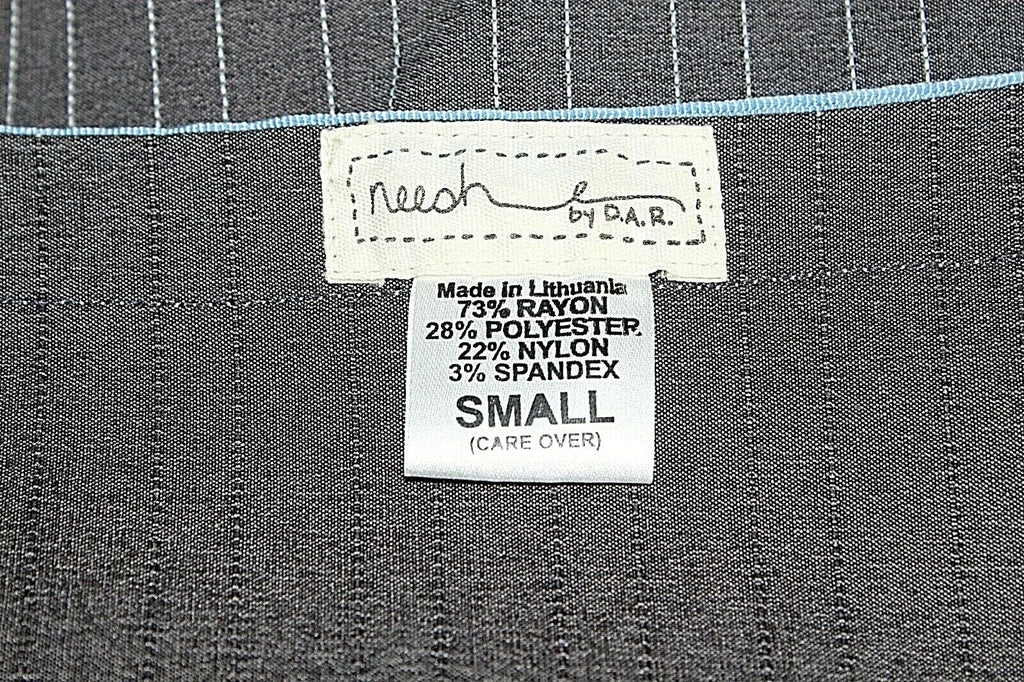 neesh
by D.A.R.
Made in Lithuania
73% RAYON
28% POLYESTER
22% NYLON
3% SPANDEX
SMALL
(CARE OVER)